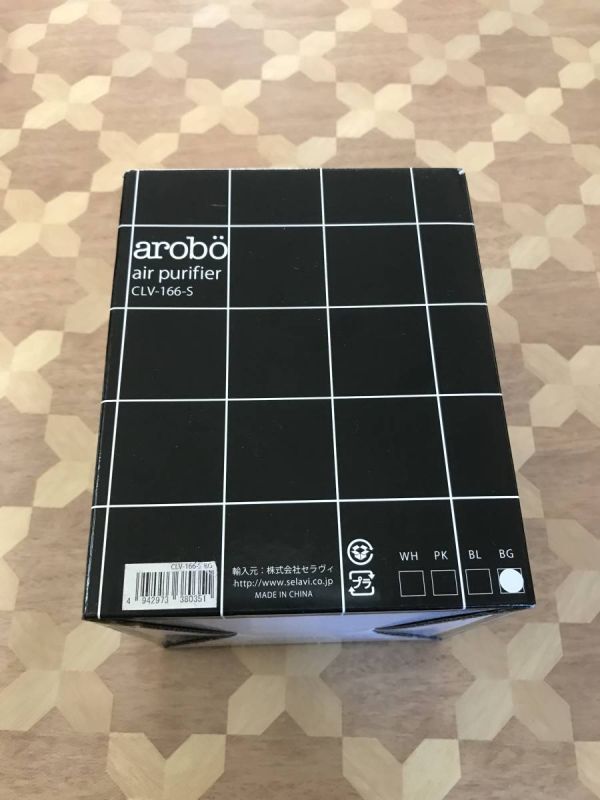 arobö
air purifier
CLV-166-S
WH PK BL BG
CLV-166-S BG
4 942973 380351
輸入元：株式会社セラヴィ
http://www.selavi.co.jp
MADE IN CHINA
プラ